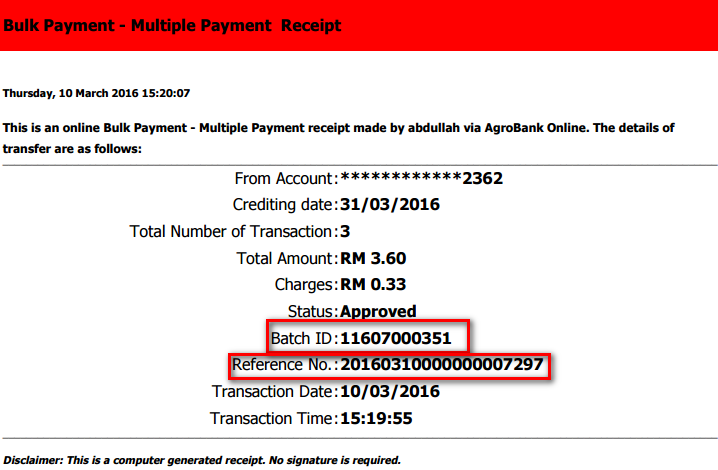 Bulk Payment - Multiple Payment Receipt
Thursday, 10 March 2016 15:20:07
This is an online Bulk Payment - Multiple Payment receipt made by abdullah via AgroBank Online. The details of
transfer are as follows:
From Account:************2362
Crediting date:31/03/2016
Total Number of Transaction:3
Total Amount:RM 3.60
Charges:RM 0.33
Status:Approved
Batch ID:11607000351
Reference No.:20160310000000007297
Transaction Date:10/03/2016
Transaction Time:15:19:55
Disclaimer: This is a computer generated receipt. No signature is required.